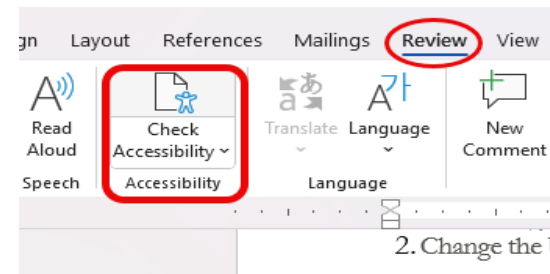 gn Layout References Mailings Review View
Read Check Translate Language New
Aloud Accessibility Comment
Speech Accessibility Language
2. Change the